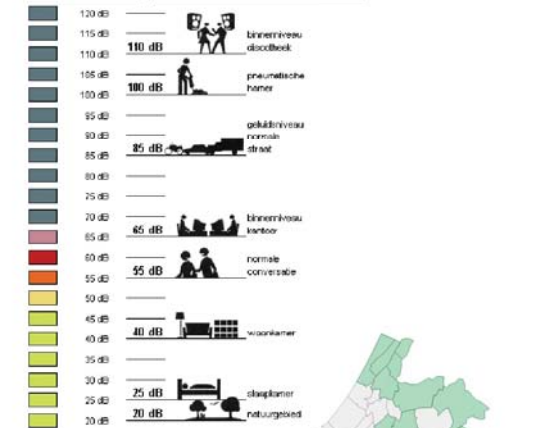 120 dB
115 dB
110 dB
105 dB
100 dB
95 dB
90 dB
85 dB
80 dB
75 dB
70 dB
65 dB
60 dB
55 dB
50 dB
45 dB
40 dB
35 dB
30 dB
25 dB
20 dB
110 dB
binnenniveau
discotheek
100 dB
pneumatische
hamer
85 dB
geluidsniveau
normale
straat
65 dB
binnenniveau
kantoor
55 dB
normale
conversatie
40 dB
woonkamer
25 dB
slaapkamer
20 dB
natuurgebied